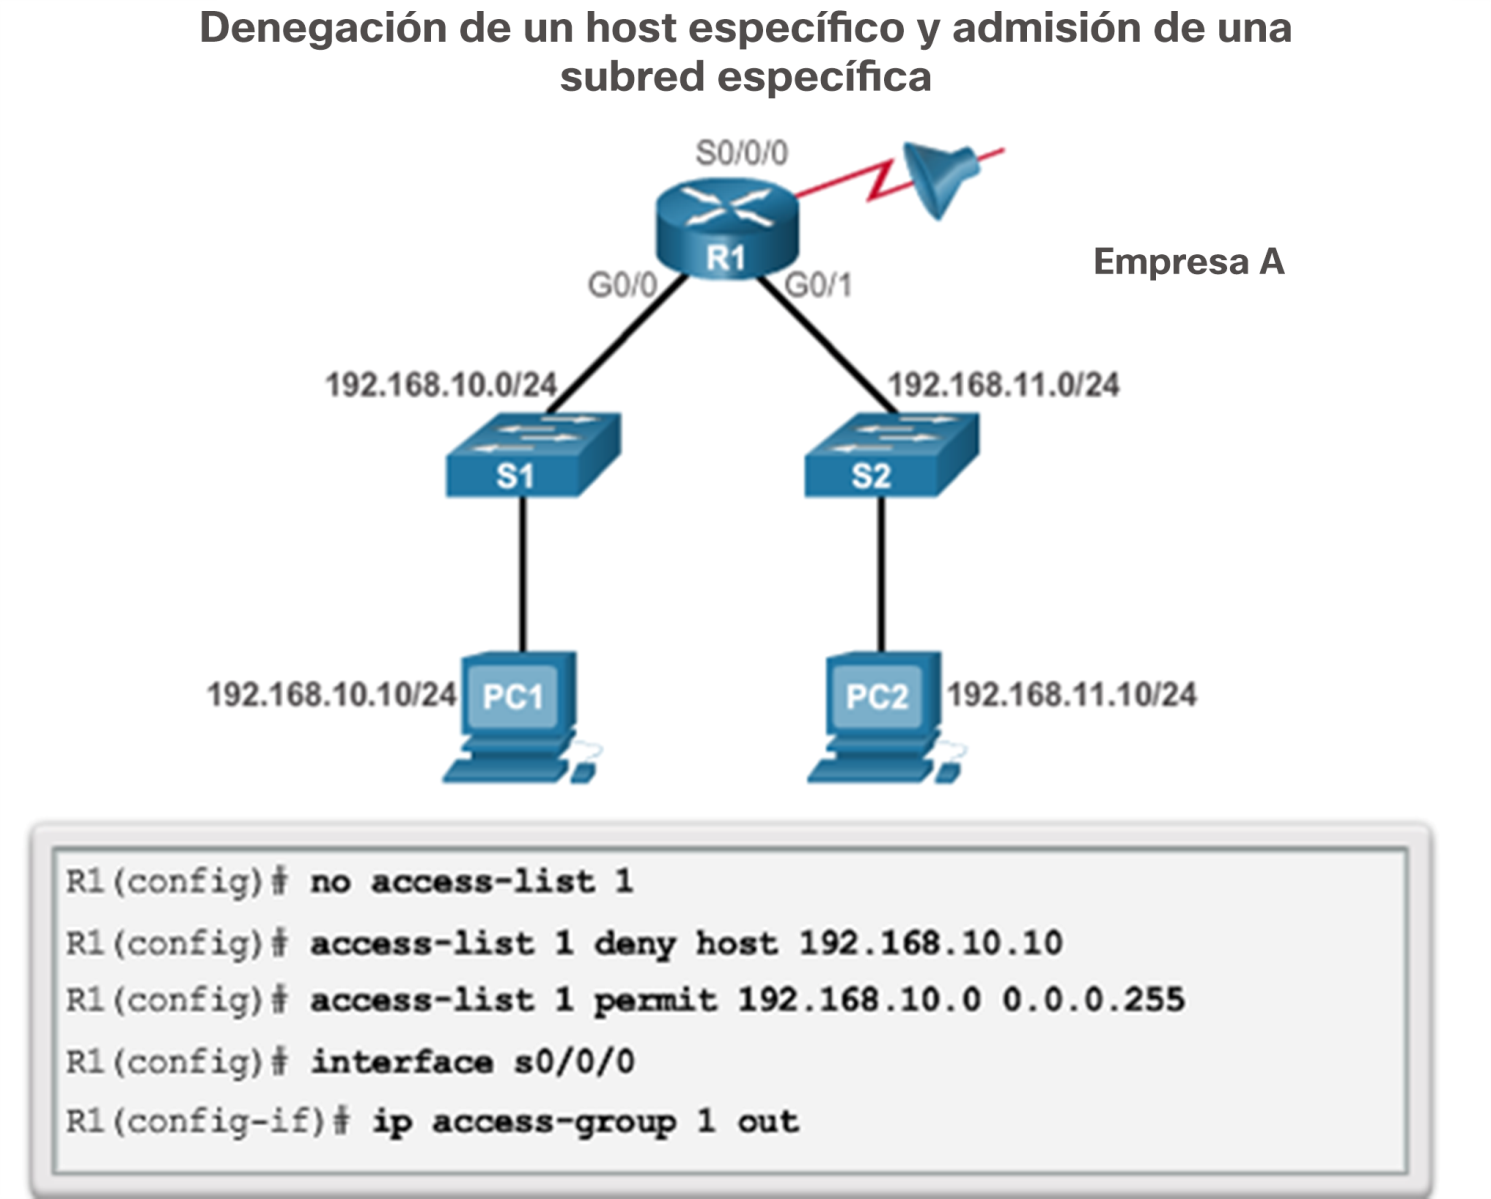 Denegación de un host específico y admisión de una
subred específica
S0/0/0
R1
Empresa A
G0/0
G0/1
192.168.10.0/24
192.168.11.0/24
S1
S2
192.168.10.10/24
PC1
PC2
192.168.11.10/24
R1(config)# no access-list 1
R1(config)# access-list 1 deny host 192.168.10.10
R1(config)# access-list 1 permit 192.168.10.0 0.0.0.255
R1(config)# interface s0/0/0
R1(config-if)# ip access-group 1 out